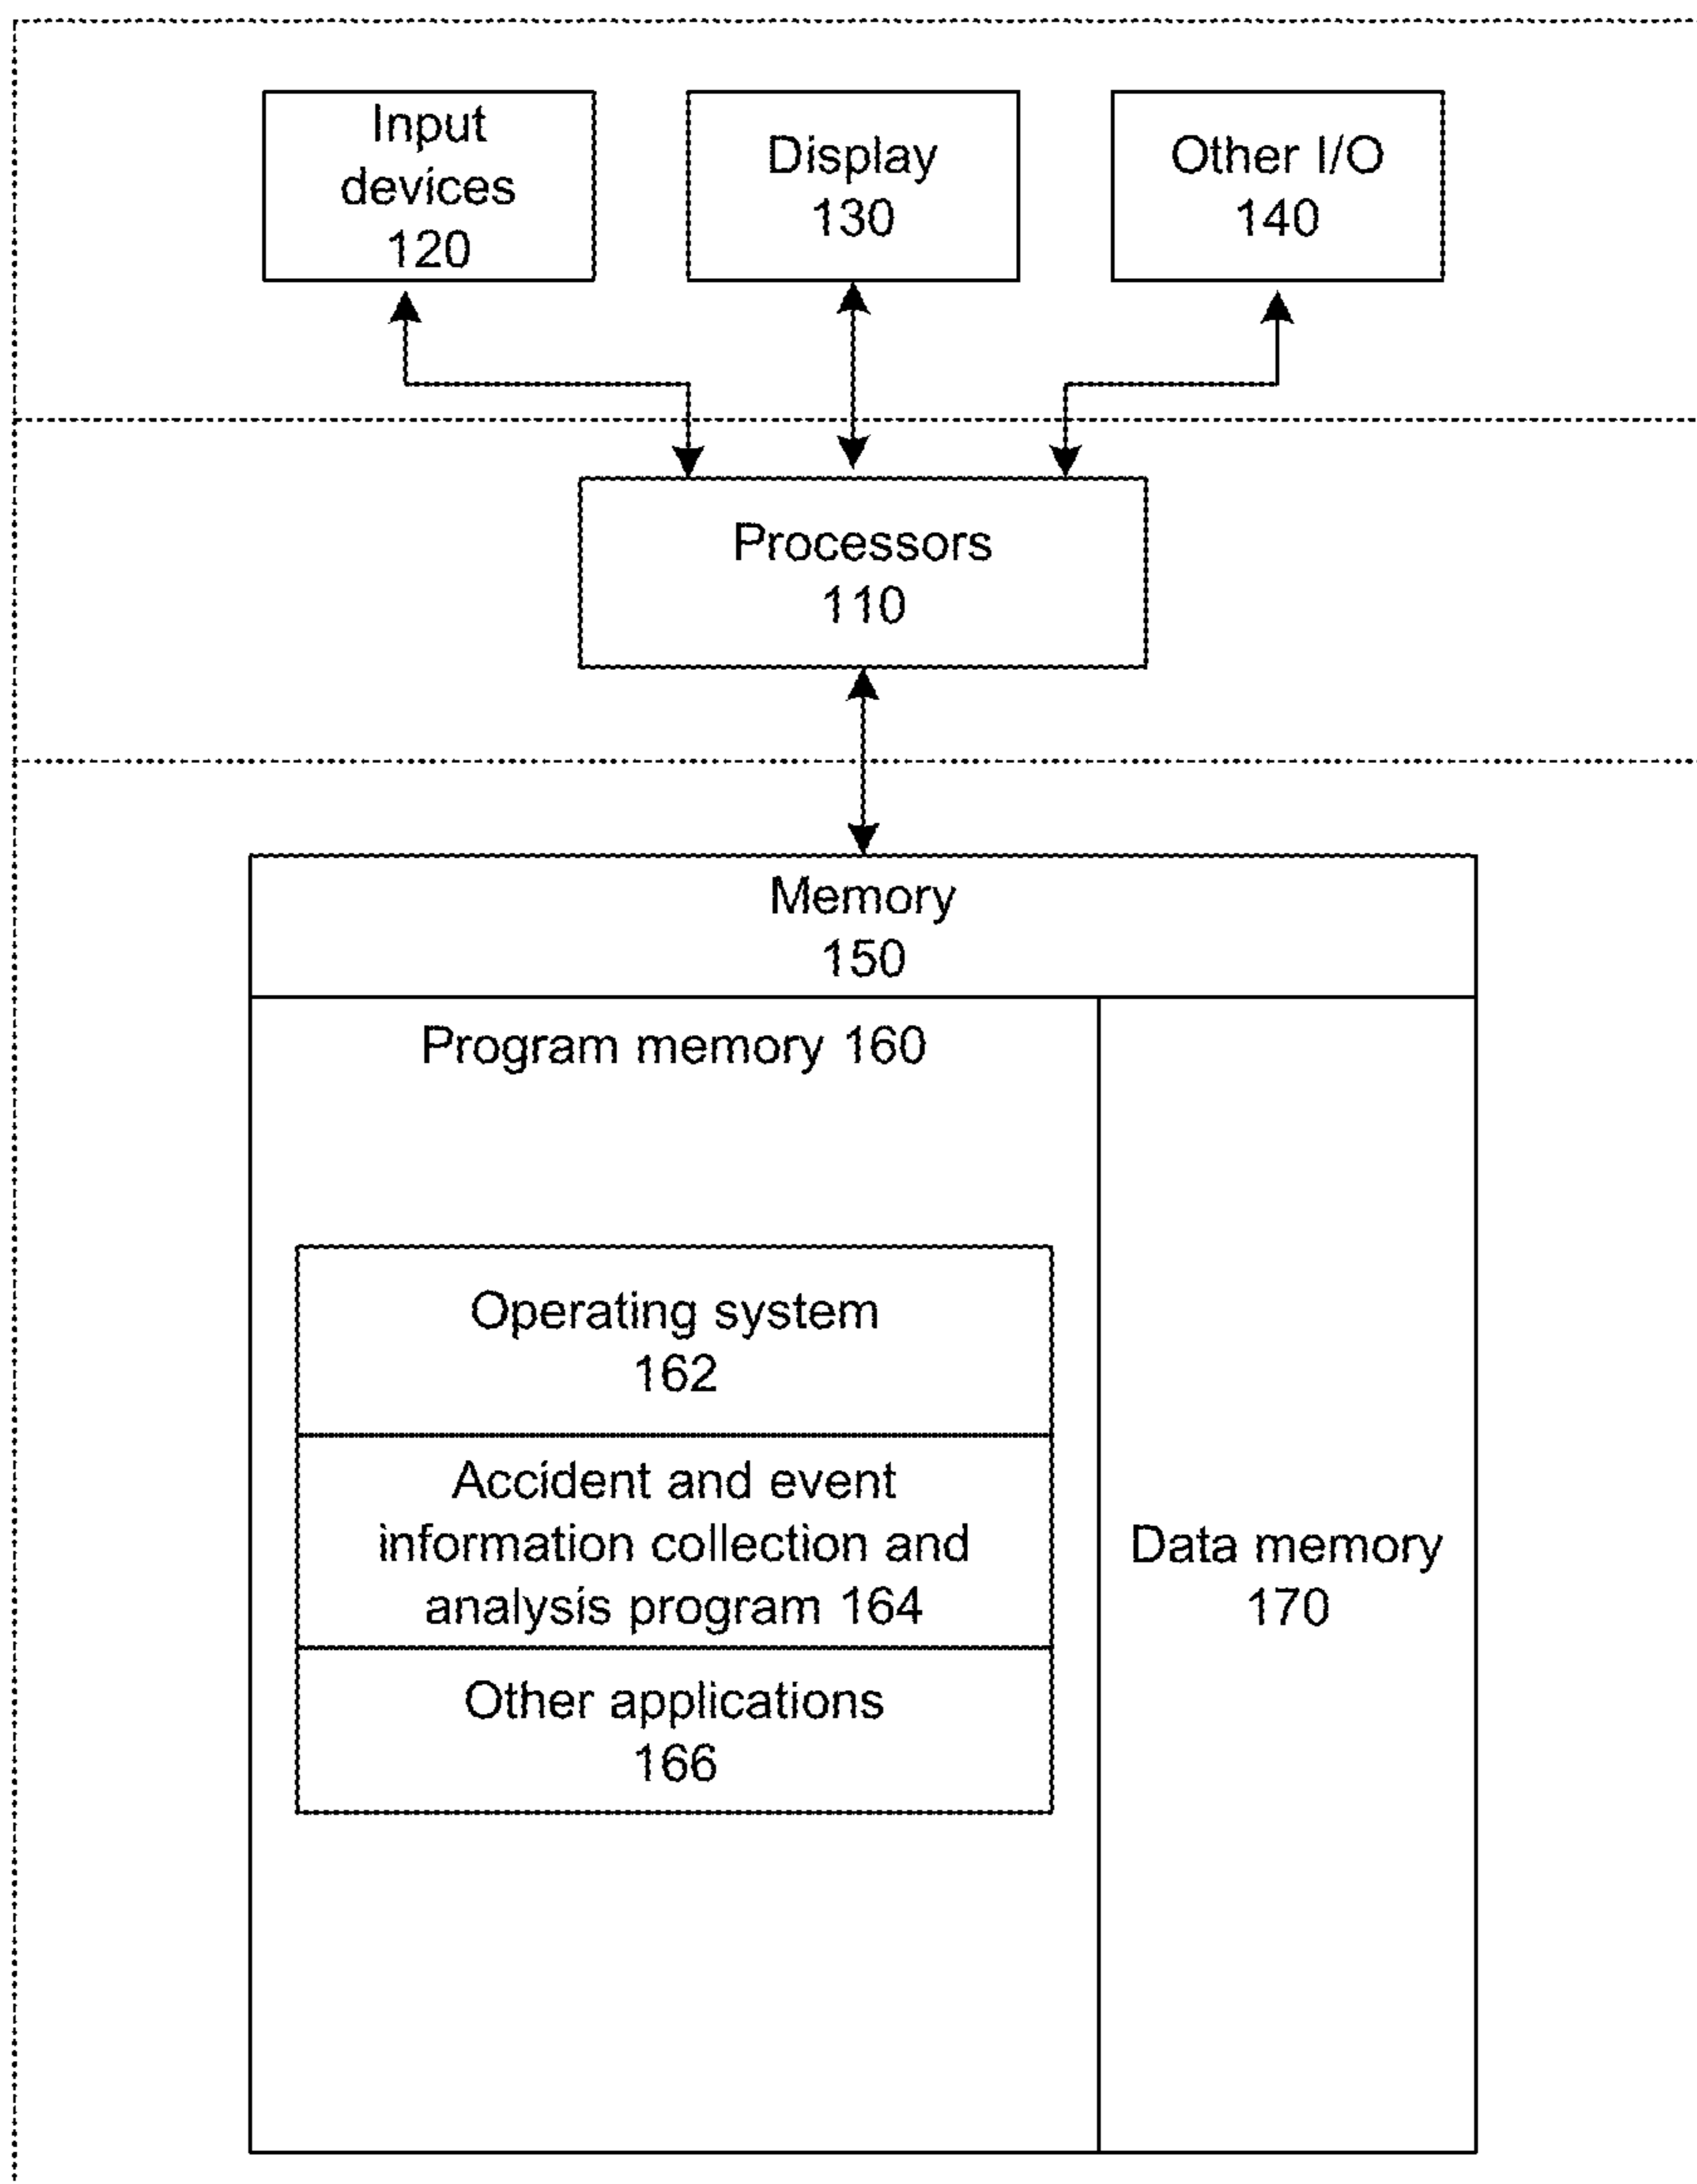 Input
devices
120
Display
130
Other I/O
140
Processors
110
Memory
150
Program memory 160
Operating system
162
Accident and event
information collection and
analysis program 164
Other applications
166
Data memory
170